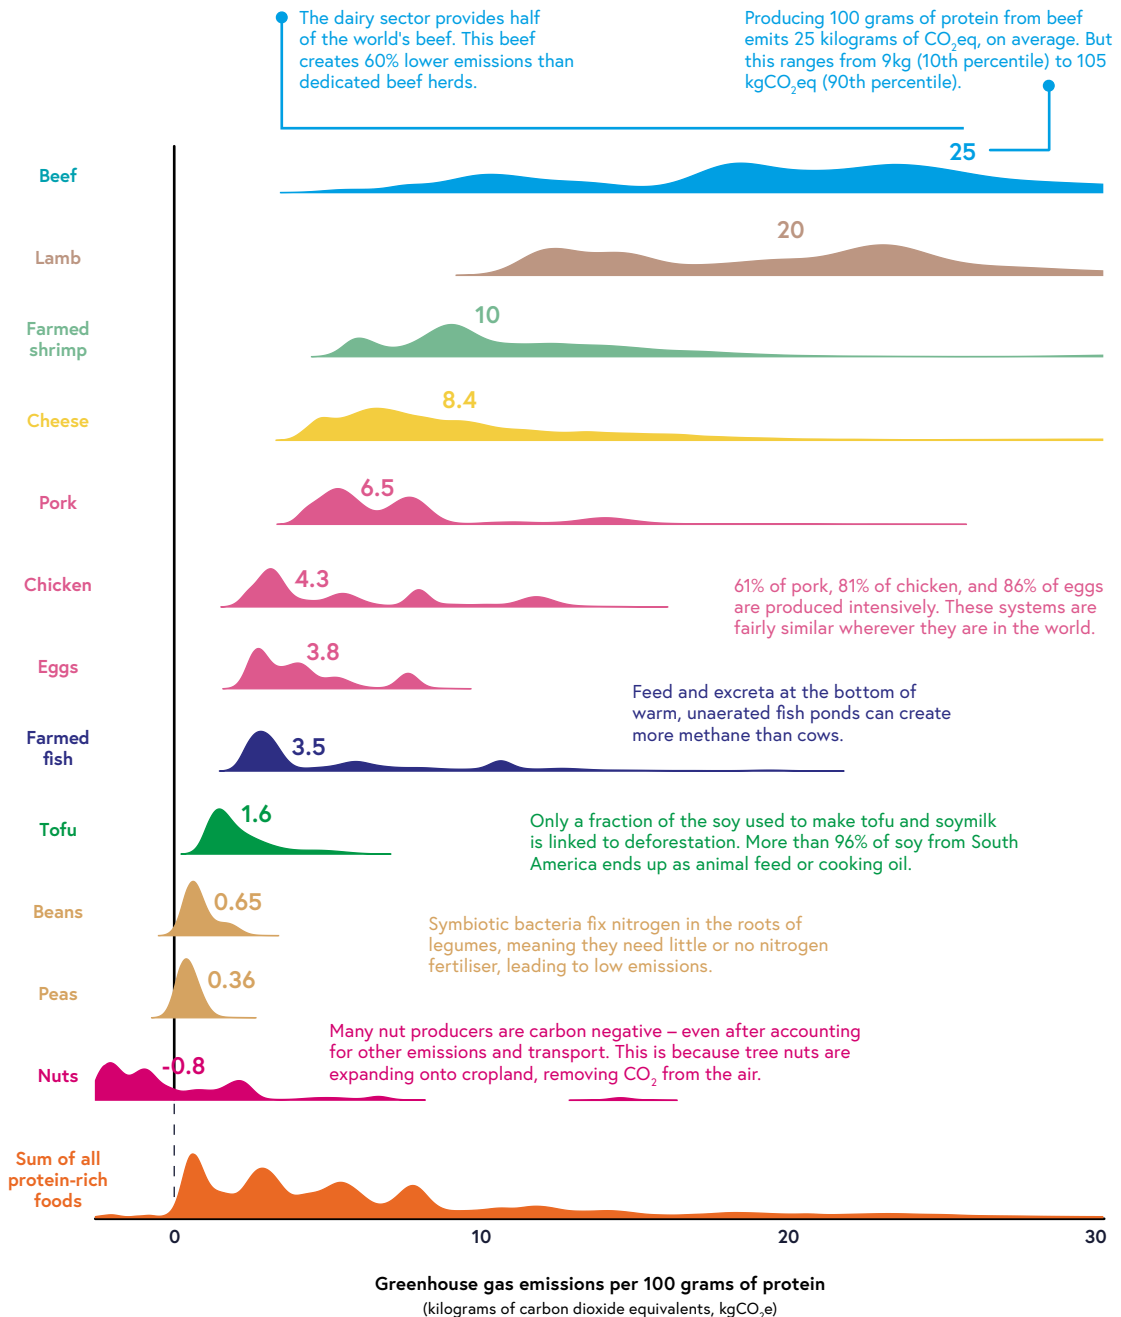 The dairy sector provides half
of the world's beef. This beef
creates 60% lower emissions than
dedicated beef herds.
Producing 100 grams of protein from beef
emits 25 kilograms of CO₂eq, on average. But
this ranges from 9kg (10th percentile) to 105
kgCO₂eq (90th percentile).
Beef
25
Lamb
20
Farmed
shrimp
10
Cheese
8.4
Pork
6.5
Chicken
4.3
61% of pork, 81% of chicken, and 86% of eggs
are produced intensively. These systems are
fairly similar wherever they are in the world.
Eggs
3.8
Feed and excreta at the bottom of
warm, unaerated fish ponds can create
more methane than cows.
Farmed
fish
3.5
Tofu
1.6
Only a fraction of the soy used to make tofu and soymilk
is linked to deforestation. More than 96% of soy from South
America ends up as animal feed or cooking oil.
Beans
0.65
Symbiotic bacteria fix nitrogen in the roots of
legumes, meaning they need little or no nitrogen
fertiliser, leading to low emissions.
Peas
0.36
Many nut producers are carbon negative – even after accounting
for other emissions and transport. This is because tree nuts are
expanding onto cropland, removing CO₂ from the air.
Nuts
-0.8
Sum of all
protein-rich
foods
0
10
20
30
Greenhouse gas emissions per 100 grams of protein
(kilograms of carbon dioxide equivalents, kgCO₂e)